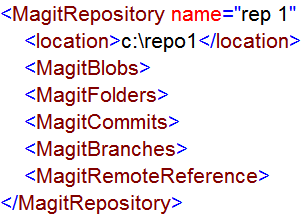 <MagitRepository name="rep 1"
<location>c:\repo1</location>
<MagitBlobs>
<MagitFolders>
<MagitCommits>
<MagitBranches>
<MagitRemoteReference>
</MagitRepository>